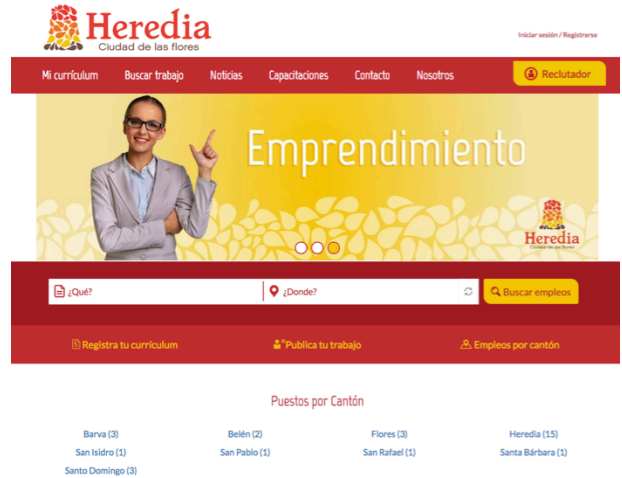 Heredia
Ciudad de las flores
Iniciar sesión / Registrarse
Mi currículum Buscar trabajo Noticias Capacitaciones Contacto Nosotros Reclutador
Emprendimiento
Heredia
Ciudad de las flores
¿Qué? ¿Donde? Buscar empleos
Registra tu currículum Publica tu trabajo Empleos por cantón
Puestos por Cantón
Barva (3) Belén (2) Flores (3) Heredia (15)
San Isidro (1) San Pablo (1) San Rafael (1) Santa Bárbara (1)
Santo Domingo (3)